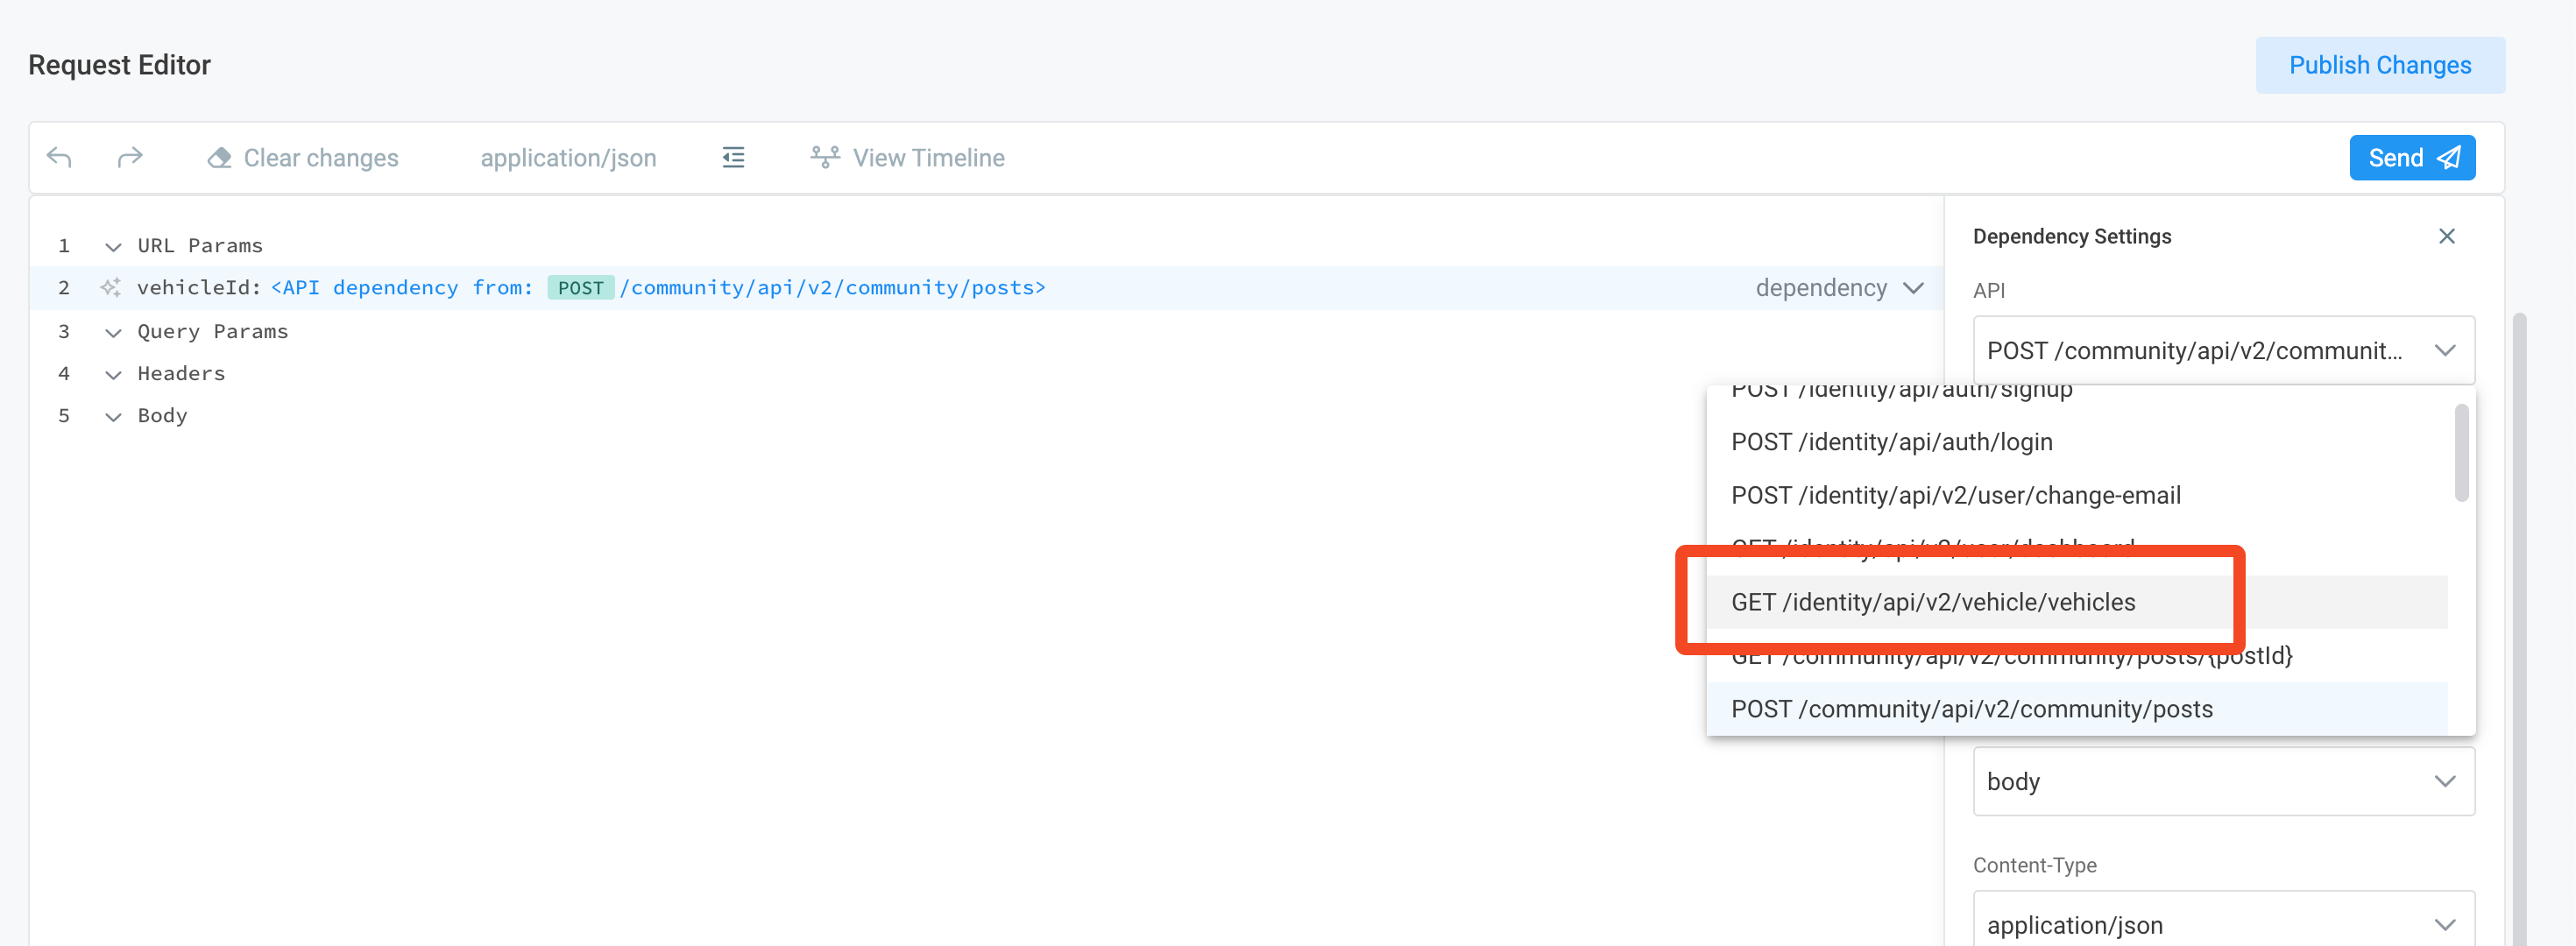 Request Editor
Publish Changes
Clear changes
application/json
View Timeline
Send
1 URL Params
2 vehicleId: <API dependency from: POST /community/api/v2/community/posts>
dependency
3 Query Params
4 Headers
5 Body
Dependency Settings
API
POST /community/api/v2/communit...
POST /identity/api/auth/signup
POST /identity/api/auth/login
POST /identity/api/v2/user/change-email
GET /identity/api/v2/user/dashboard
GET /identity/api/v2/vehicle/vehicles
GET /community/api/v2/community/posts/{postId}
POST /community/api/v2/community/posts
body
Content-Type
application/json